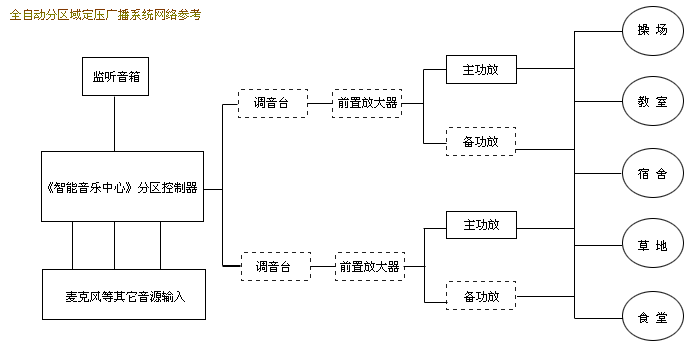 全自动分区域定压广播系统网络参考
监听音箱
《智能音乐中心》分区控制器
麦克风等其它音源输入
调音台
前置放大器
主功放
备功放
调音台
前置放大器
主功放
备功放
操 场
教 室
宿 舍
草 地
食 堂